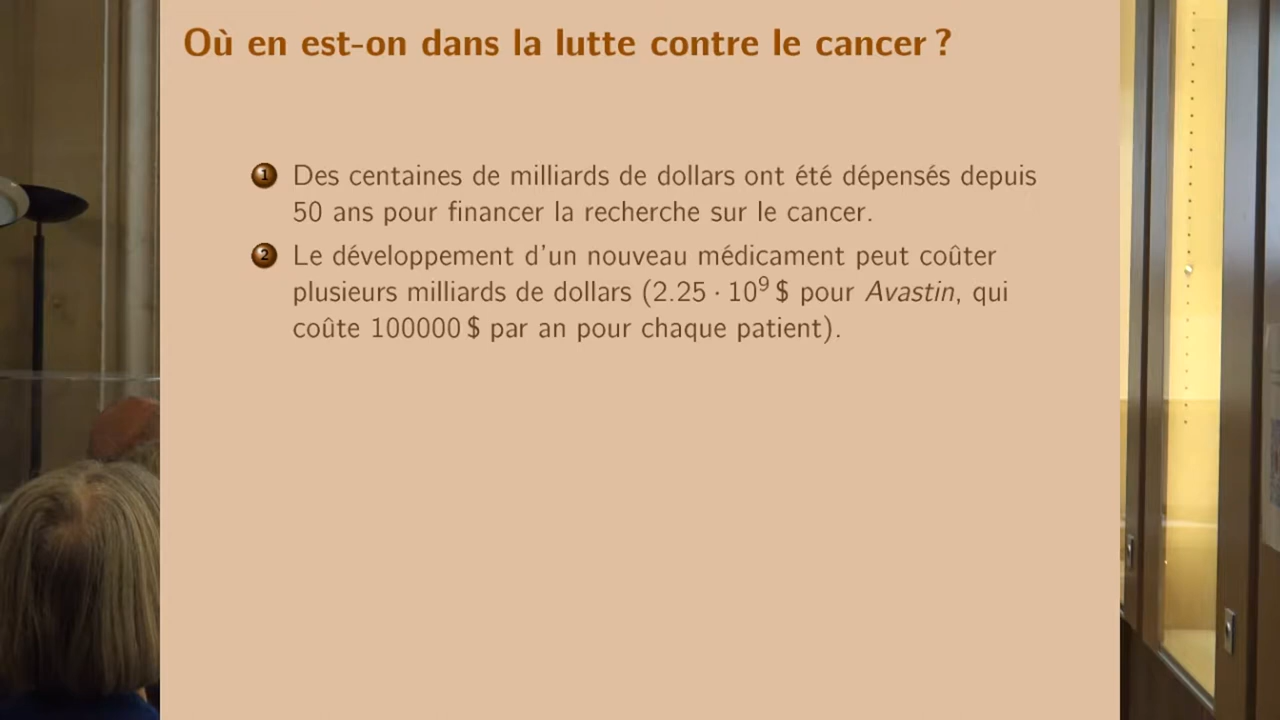 Où en est-on dans la lutte contre le cancer ?
1 Des centaines de milliards de dollars ont été dépensés depuis
50 ans pour financer la recherche sur le cancer.
2 Le développement d'un nouveau médicament peut coûter
plusieurs milliards de dollars (2.25 · 10⁹ $ pour Avastin, qui
coûte 100000 $ par an pour chaque patient).